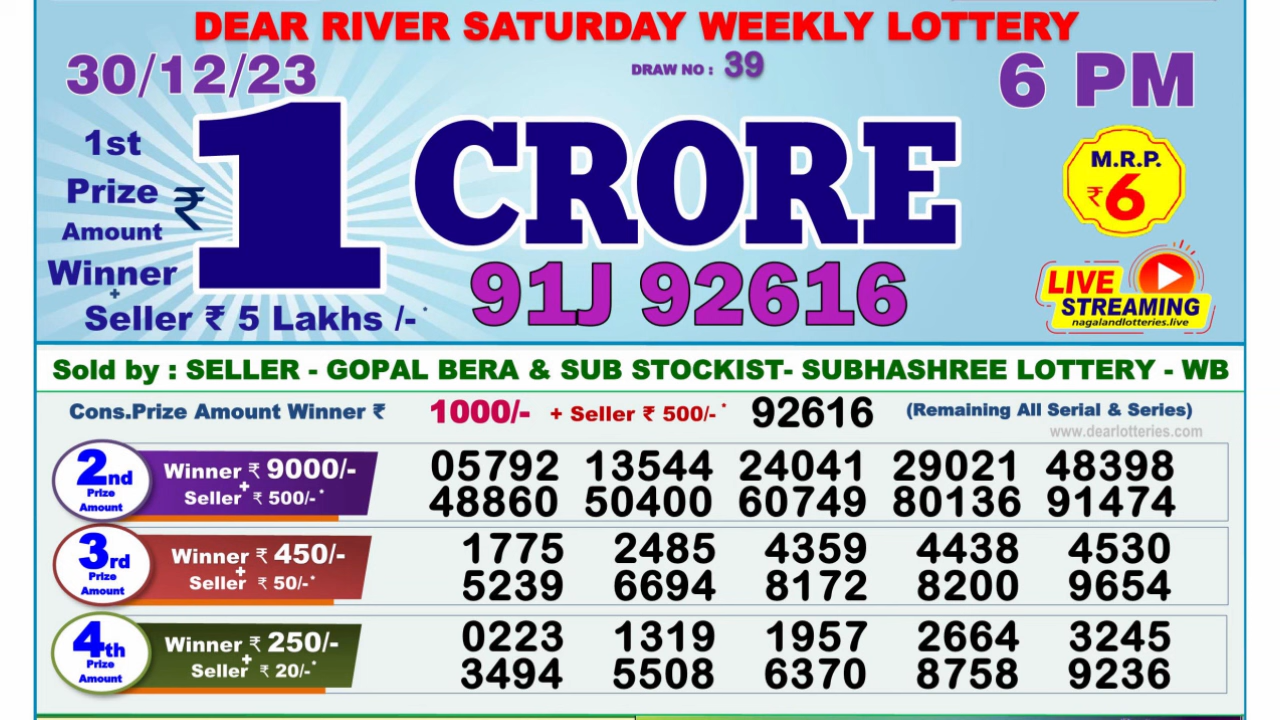 DEAR RIVER SATURDAY WEEKLY LOTTERY
30/12/23
DRAW NO : 39
6 PM
1st
Prize
Amount
Winner
+
Seller ₹ 5 Lakhs /-*
₹ 1 CRORE
91J 92616
M.R.P.
₹6
LIVE
STREAMING
nagalandlotteries.live
Sold by : SELLER - GOPAL BERA & SUB STOCKIST- SUBHASHREE LOTTERY - WB
Cons.Prize Amount Winner ₹ 1000/- + Seller ₹ 500/-* 92616 (Remaining All Serial & Series)
www.dearlotteries.com
2nd
Prize
Amount
Winner ₹ 9000/-
+
Seller ₹ 500/-*
05792 13544 24041 29021 48398
48860 50400 60749 80136 91474
3rd
Prize
Amount
Winner ₹ 450/-
+
Seller ₹ 50/-*
1775 2485 4359 4438 4530
5239 6694 8172 8200 9654
4th
Prize
Amount
Winner ₹ 250/-
+
Seller ₹ 20/-*
0223 1319 1957 2664 3245
3494 5508 6370 8758 9236